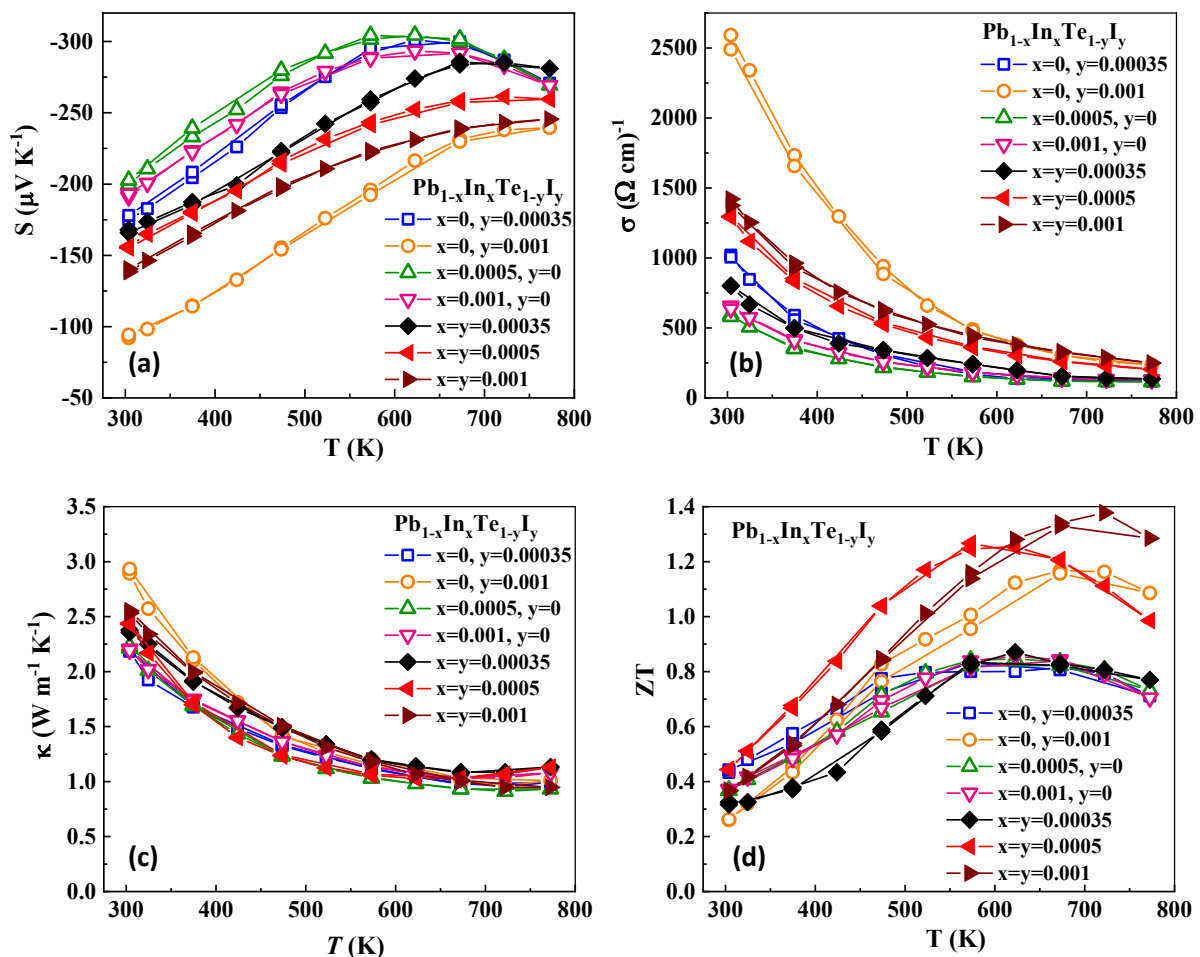 -300
-250
-200
-150
-100
-50
300 400 500 600 700 800
S (μV K⁻¹)
T (K)
(a)
Pb₁₋ₓInₓTe₁₋ᵧIᵧ
x=0, y=0.00035
x=0, y=0.001
x=0.0005, y=0
x=0.001, y=0
x=y=0.00035
x=y=0.0005
x=y=0.001
2500
2000
1500
1000
500
0
300 400 500 600 700 800
σ (Ω cm)⁻¹
T (K)
(b)
Pb₁₋ₓInₓTe₁₋ᵧIᵧ
x=0, y=0.00035
x=0, y=0.001
x=0.0005, y=0
x=0.001, y=0
x=y=0.00035
x=y=0.0005
x=y=0.001
3.5
3.0
2.5
2.0
1.5
1.0
0.5
0.0
300 400 500 600 700 800
κ (W m⁻¹ K⁻¹)
T (K)
(c)
Pb₁₋ₓInₓTe₁₋ᵧIᵧ
x=0, y=0.00035
x=0, y=0.001
x=0.0005, y=0
x=0.001, y=0
x=y=0.00035
x=y=0.0005
x=y=0.001
1.4
1.2
1.0
0.8
0.6
0.4
0.2
0.0
300 400 500 600 700 800
ZT
T (K)
(d)
Pb₁₋ₓInₓTe₁₋ᵧIᵧ
x=0, y=0.00035
x=0, y=0.001
x=0.0005, y=0
x=0.001, y=0
x=y=0.00035
x=y=0.0005
x=y=0.001